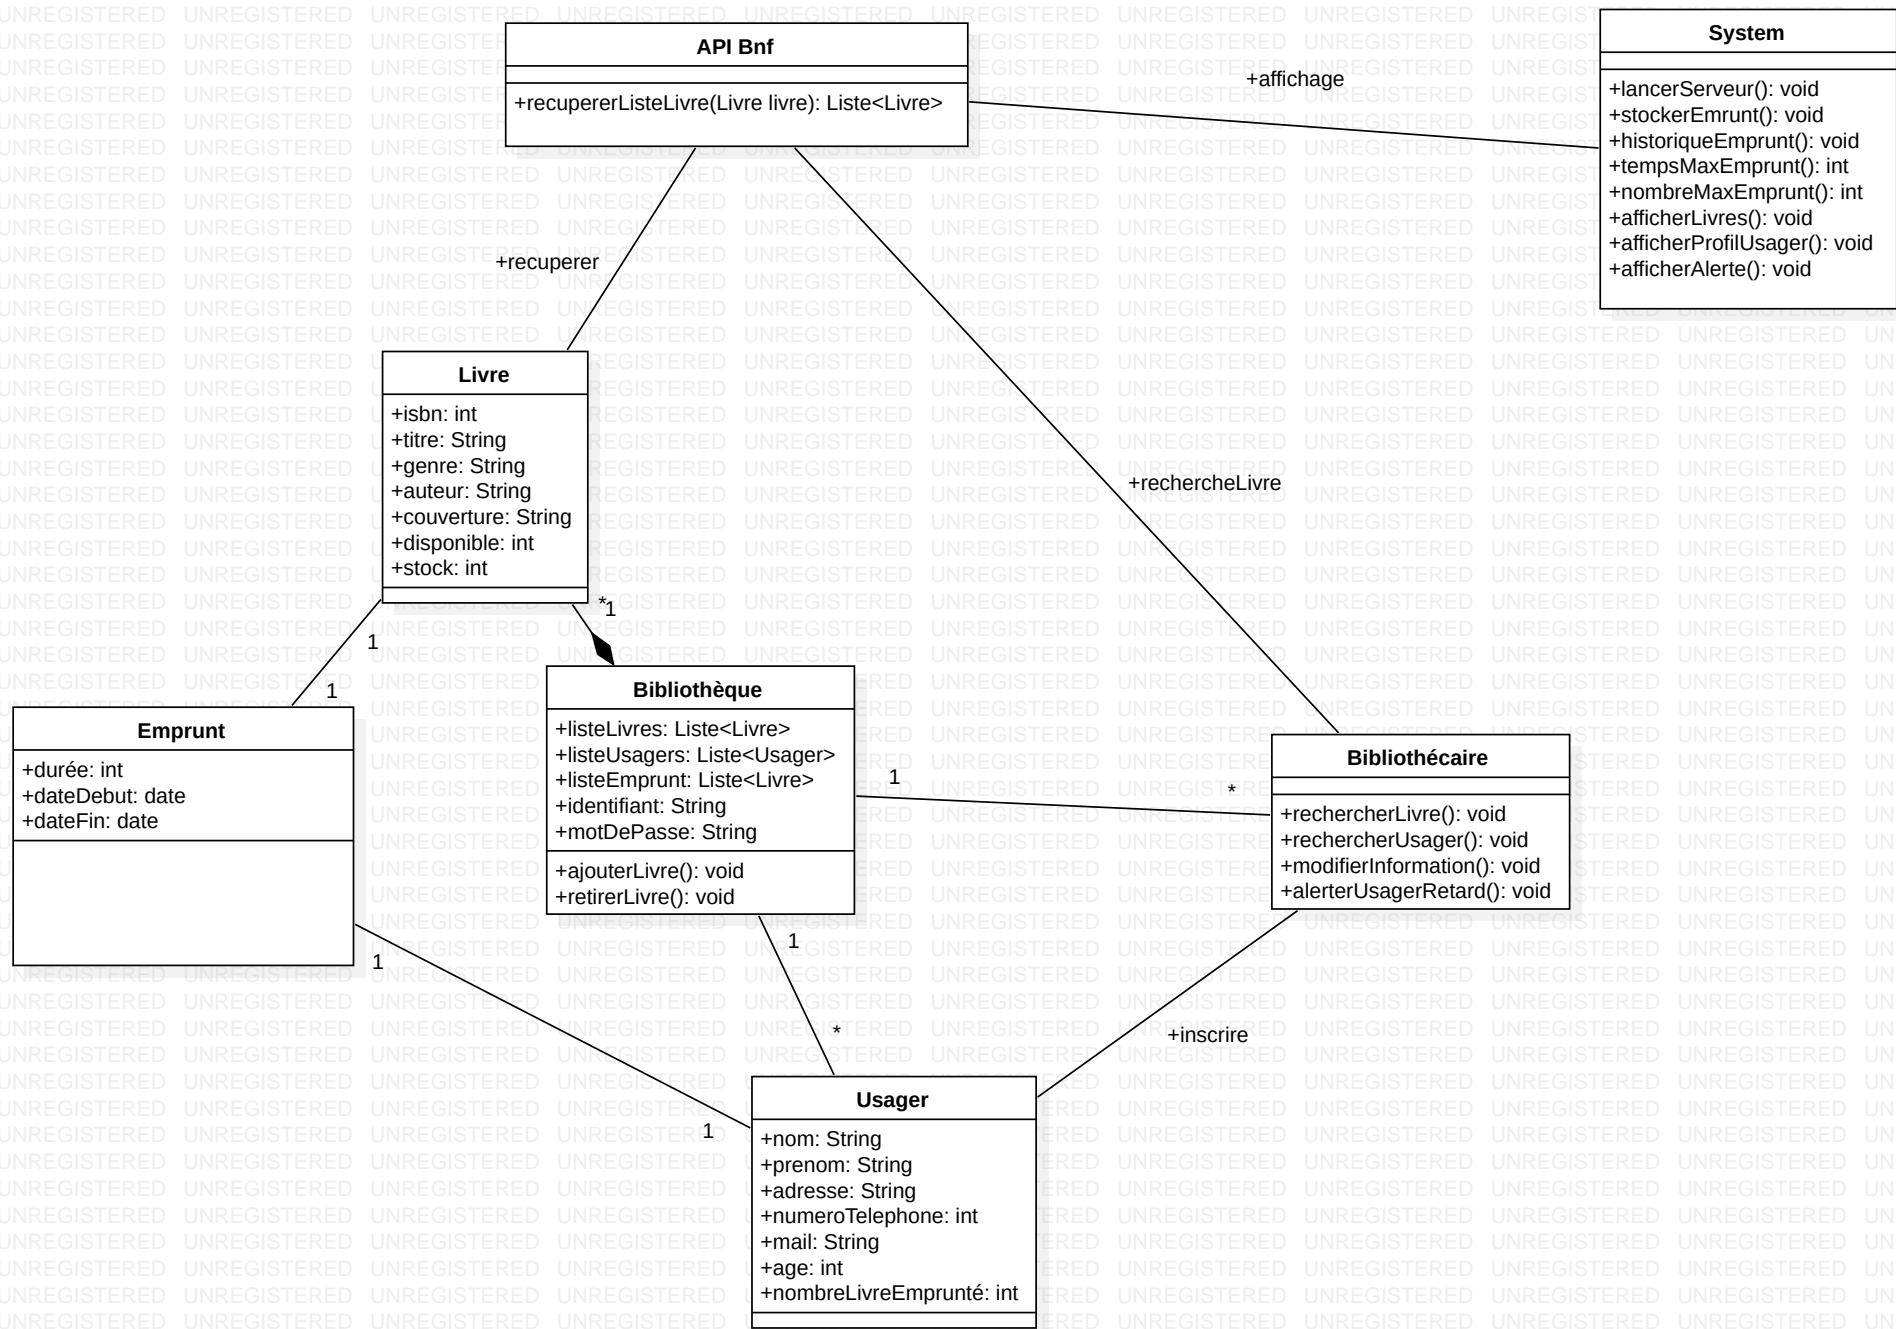 API Bnf
+recupererListeLivre(Livre livre): Liste<Livre>
System
+lancerServeur(): void
+stockerEmrunt(): void
+historiqueEmprunt(): void
+tempsMaxEmprunt(): int
+nombreMaxEmprunt(): int
+afficherLivres(): void
+afficherProfilUsager(): void
+afficherAlerte(): void
+affichage
+recuperer
+rechercheLivre
Livre
+isbn: int
+titre: String
+genre: String
+auteur: String
+couverture: String
+disponible: int
+stock: int
*
1
1
1
Emprunt
+durée: int
+dateDebut: date
+dateFin: date
Bibliothèque
+listeLivres: Liste<Livre>
+listeUsagers: Liste<Usager>
+listeEmprunt: Liste<Livre>
+identifiant: String
+motDePasse: String
+ajouterLivre(): void
+retirerLivre(): void
1
*
Bibliothécaire
+rechercherLivre(): void
+rechercherUsager(): void
+modifierInformation(): void
+alerterUsagerRetard(): void
1
1
*
+inscrire
1
Usager
+nom: String
+prenom: String
+adresse: String
+numeroTelephone: int
+mail: String
+age: int
+nombreLivreEmprunté: int
UNREGISTERED